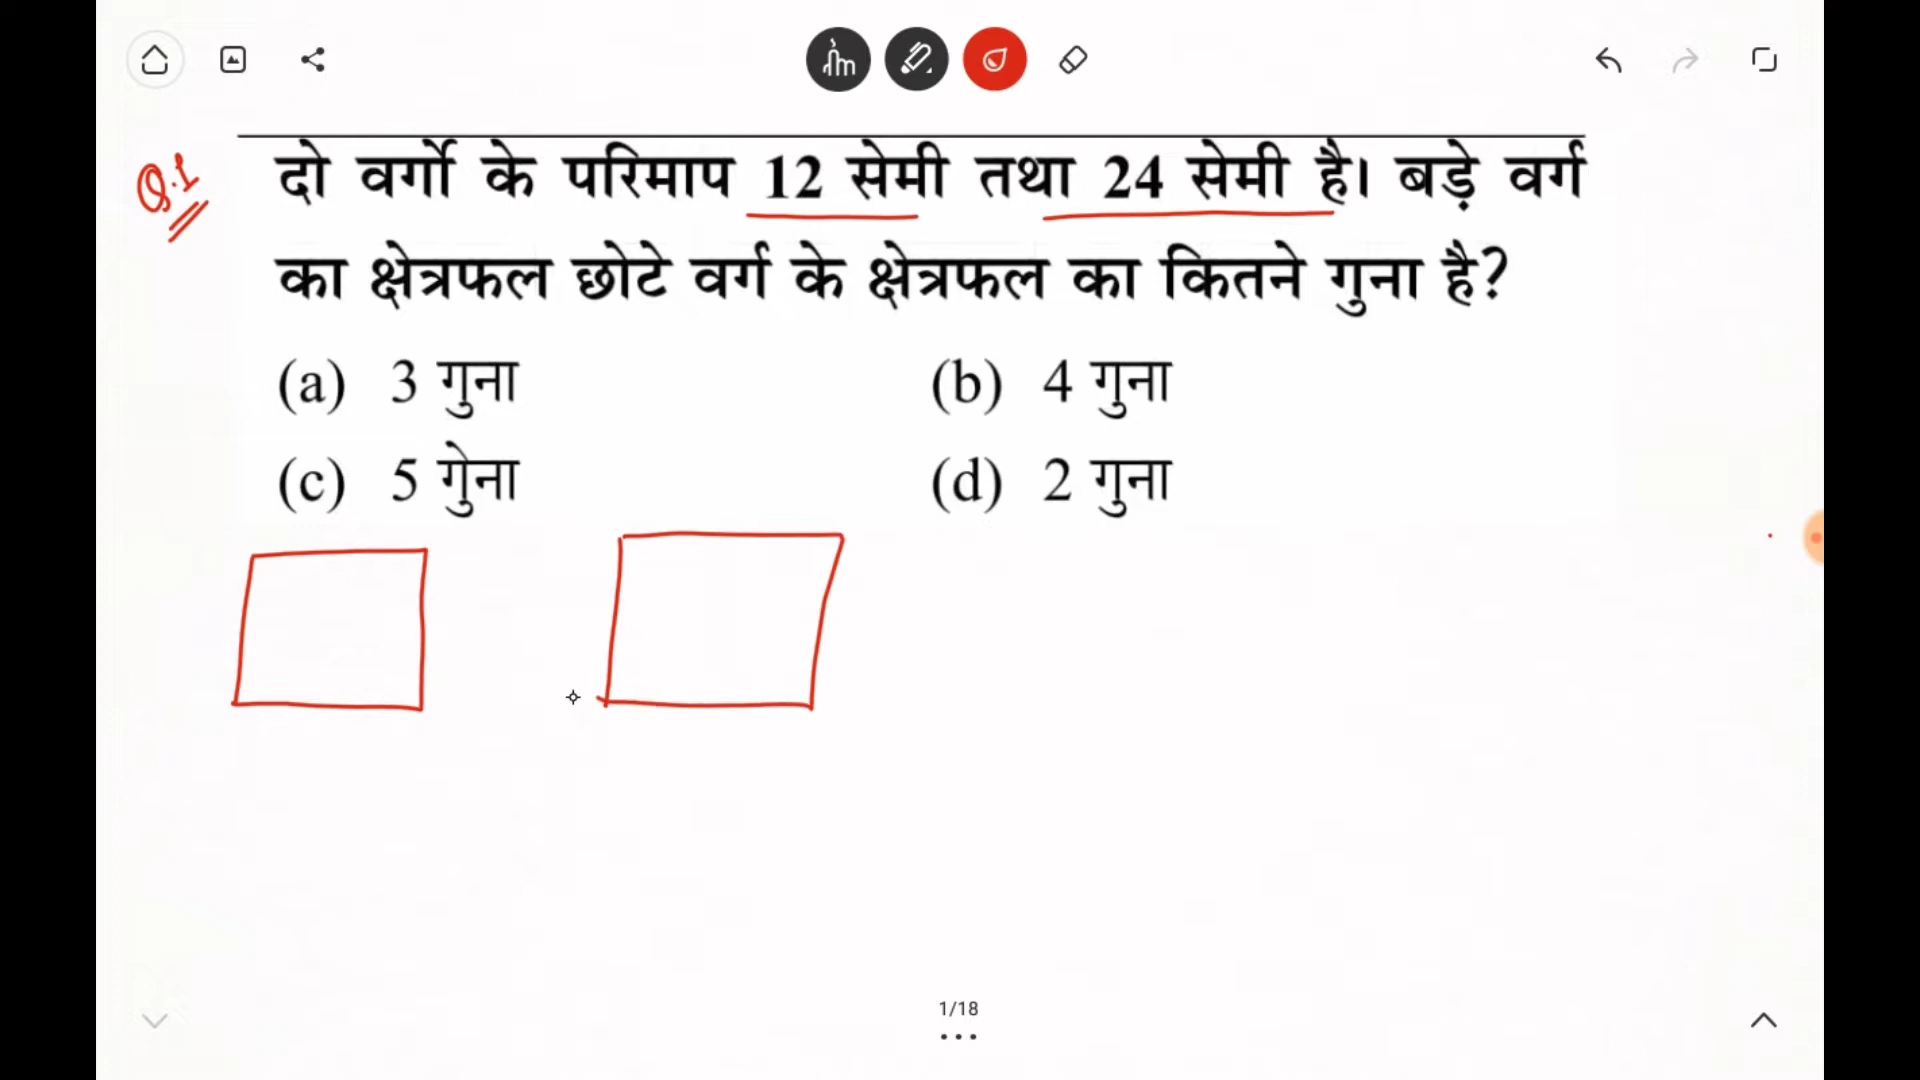 Q.1 दो वर्गो के परिमाप 12 सेमी तथा 24 सेमी है। बड़े वर्ग
का क्षेत्रफल छोटे वर्ग के क्षेत्रफल का कितने गुना है?
(a) 3 गुना (b) 4 गुना
(c) 5 गुेना (d) 2 गुना
1/18